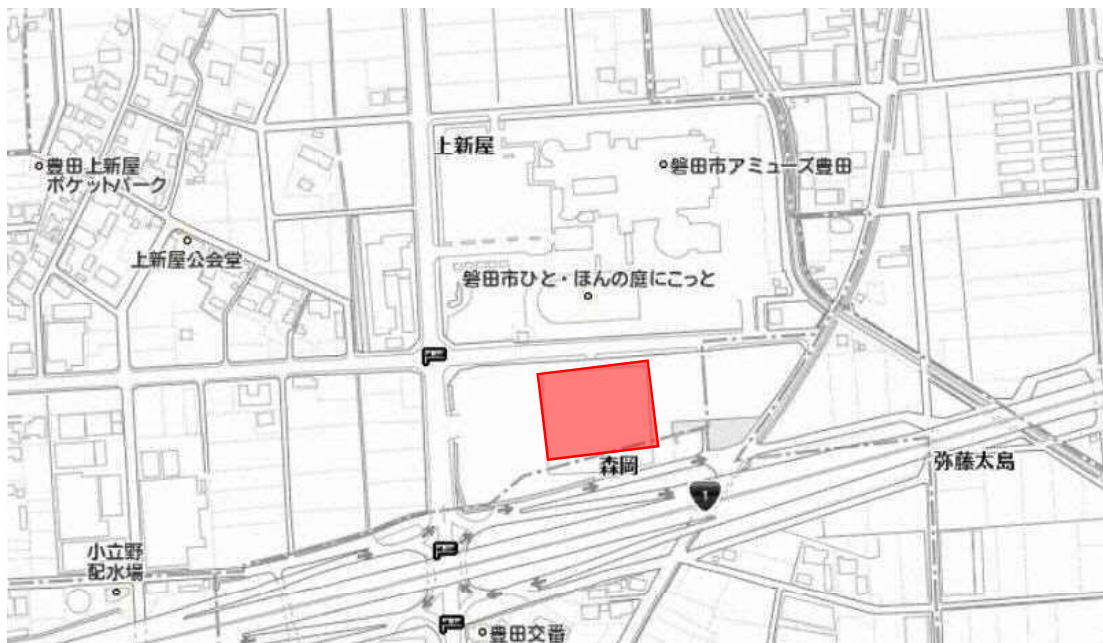 上新屋
豊田上新屋
ポケットパーク
磐田市アミューズ豊田
上新屋公会堂
磐田市ひと・ほんの庭にこっと
森岡
弥藤太島
1
小立野
配水場
豊田交番